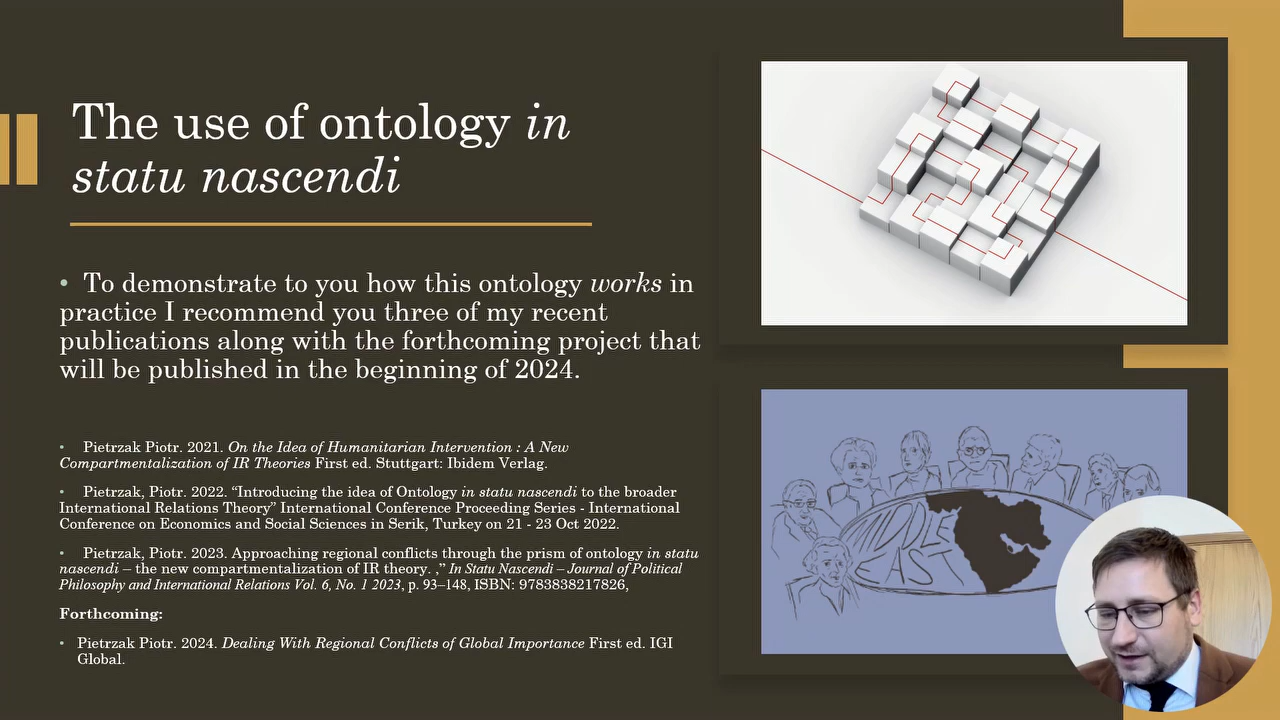 The use of ontology in
statu nascendi
• To demonstrate to you how this ontology works in
practice I recommend you three of my recent
publications along with the forthcoming project that
will be published in the beginning of 2024.
• Pietrzak Piotr. 2021. On the Idea of Humanitarian Intervention : A New
Compartmentalization of IR Theories First ed. Stuttgart: Ibidem Verlag.
• Pietrzak, Piotr. 2022. “Introducing the idea of Ontology in statu nascendi to the broader
International Relations Theory” International Conference Proceeding Series - International
Conference on Economics and Social Sciences in Serik, Turkey on 21 - 23 Oct 2022.
• Pietrzak, Piotr. 2023. Approaching regional conflicts through the prism of ontology in statu
nascendi – the new compartmentalization of IR theory. ,” In Statu Nascendi – Journal of Political
Philosophy and International Relations Vol. 6, No. 1 2023, p. 93–148, ISBN: 9783838217826,
Forthcoming:
• Pietrzak Piotr. 2024. Dealing With Regional Conflicts of Global Importance First ed. IGI
Global.
MIDDLE
EAST